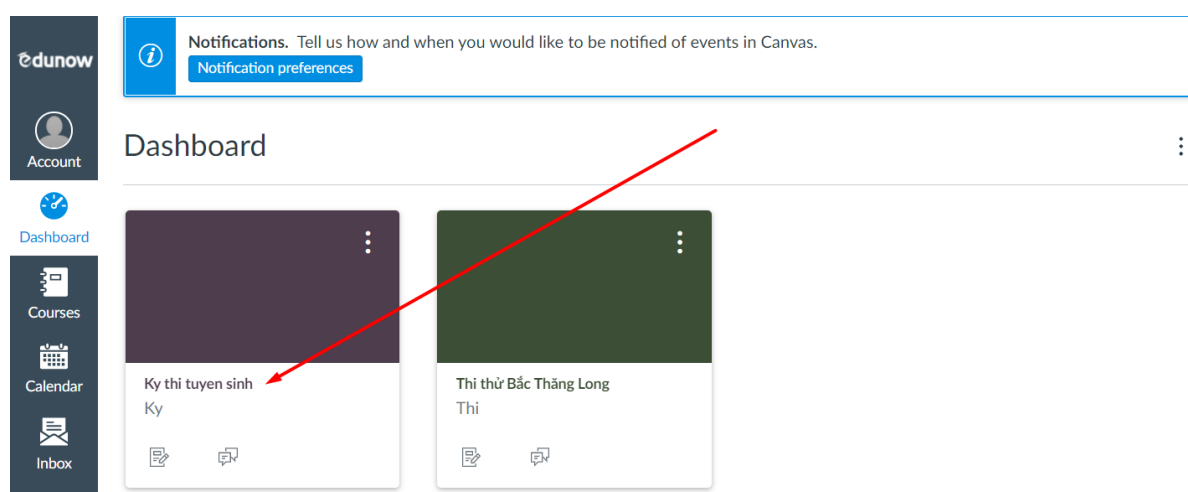 edunow
Notifications. Tell us how and when you would like to be notified of events in Canvas.
Notification preferences
Account
Dashboard
Dashboard
Courses
Calendar
Inbox
Ky thi tuyen sinh
Ky
Thi thử Bắc Thăng Long
Thi